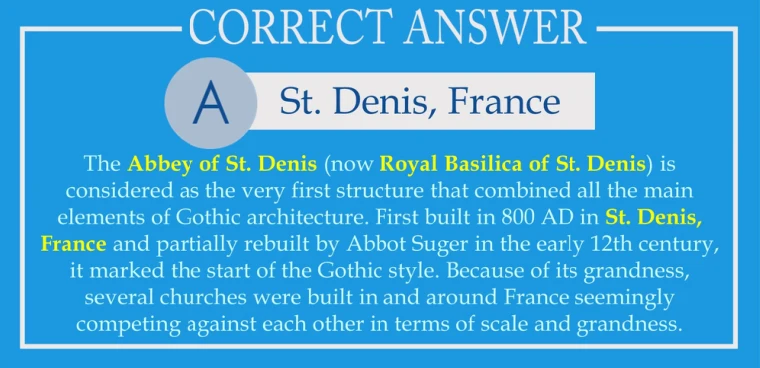 CORRECT ANSWER
A
St. Denis, France
The Abbey of St. Denis (now Royal Basilica of St. Denis) is
considered as the very first structure that combined all the main
elements of Gothic architecture. First built in 800 AD in St. Denis,
France and partially rebuilt by Abbot Suger in the early 12th century,
it marked the start of the Gothic style. Because of its grandness,
several churches were built in and around France seemingly
competing against each other in terms of scale and grandness.